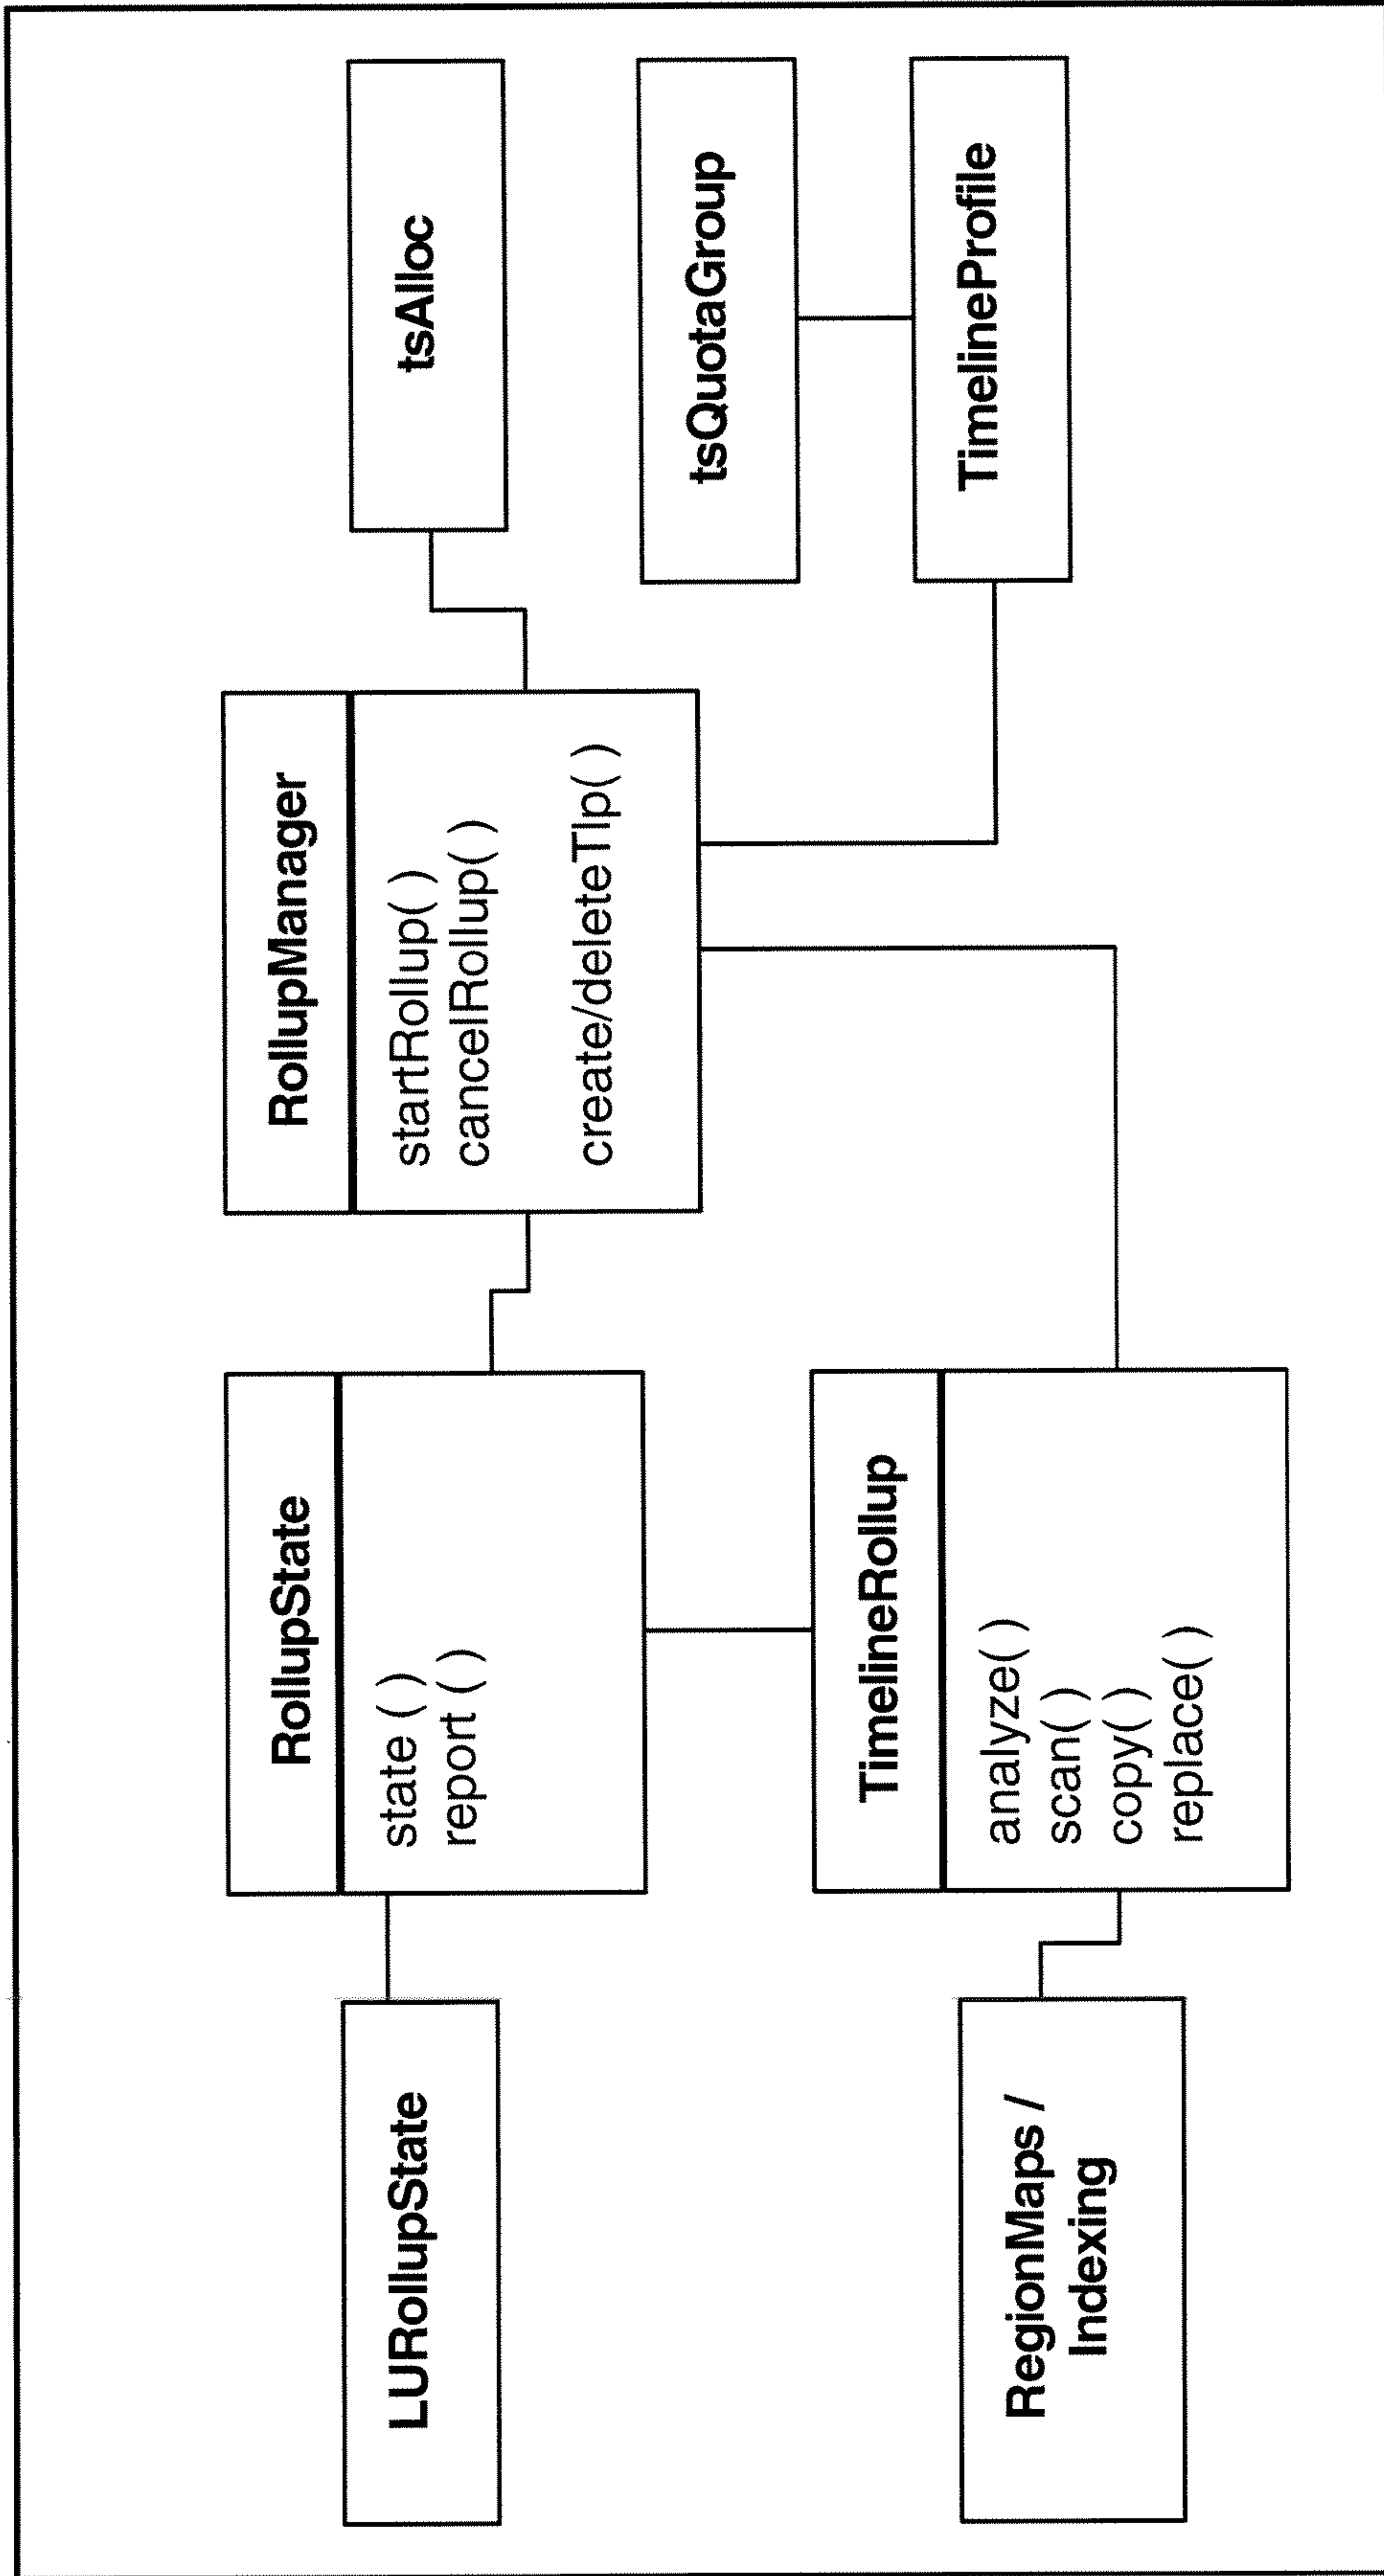 LURollupState
RollupState
state ( )
report ( )
RollupManager
startRollup( )
cancelRollup( )
create/deleteTlp( )
tsAlloc
tsQuotaGroup
TimelineProfile
RegionMaps /
Indexing
TimelineRollup
analyze( )
scan( )
copy( )
replace( )